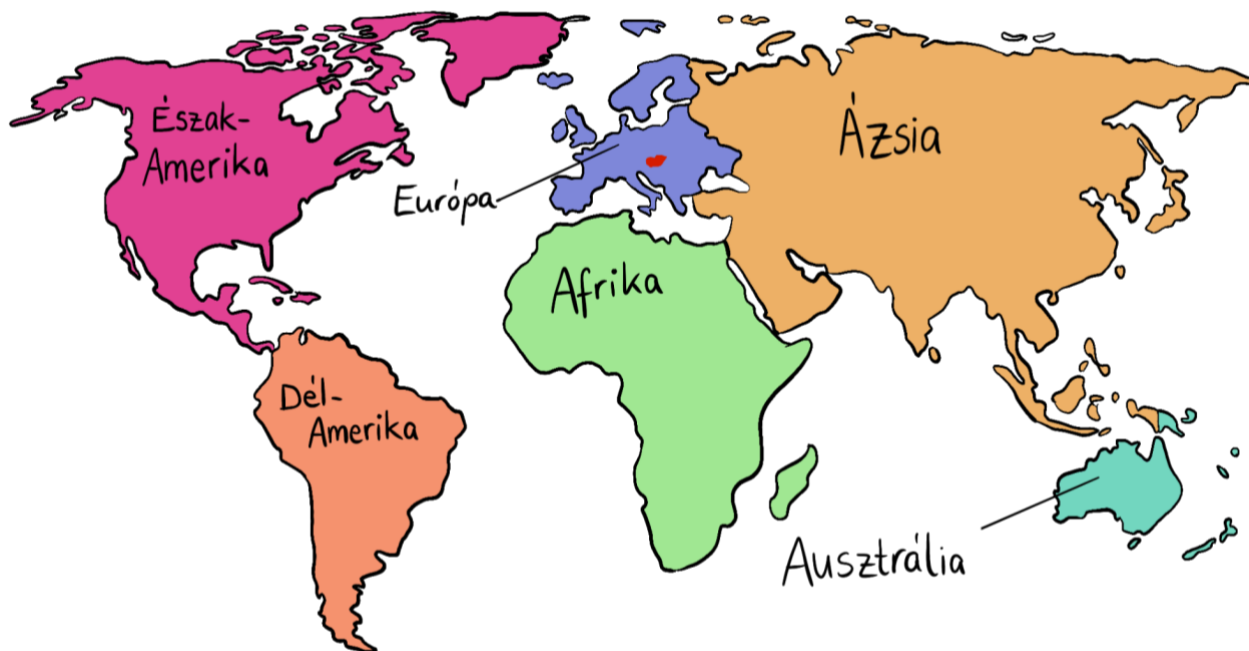 Észak-
Amerika
Európa
Ázsia
Afrika
Dél-
Amerika
Ausztrália